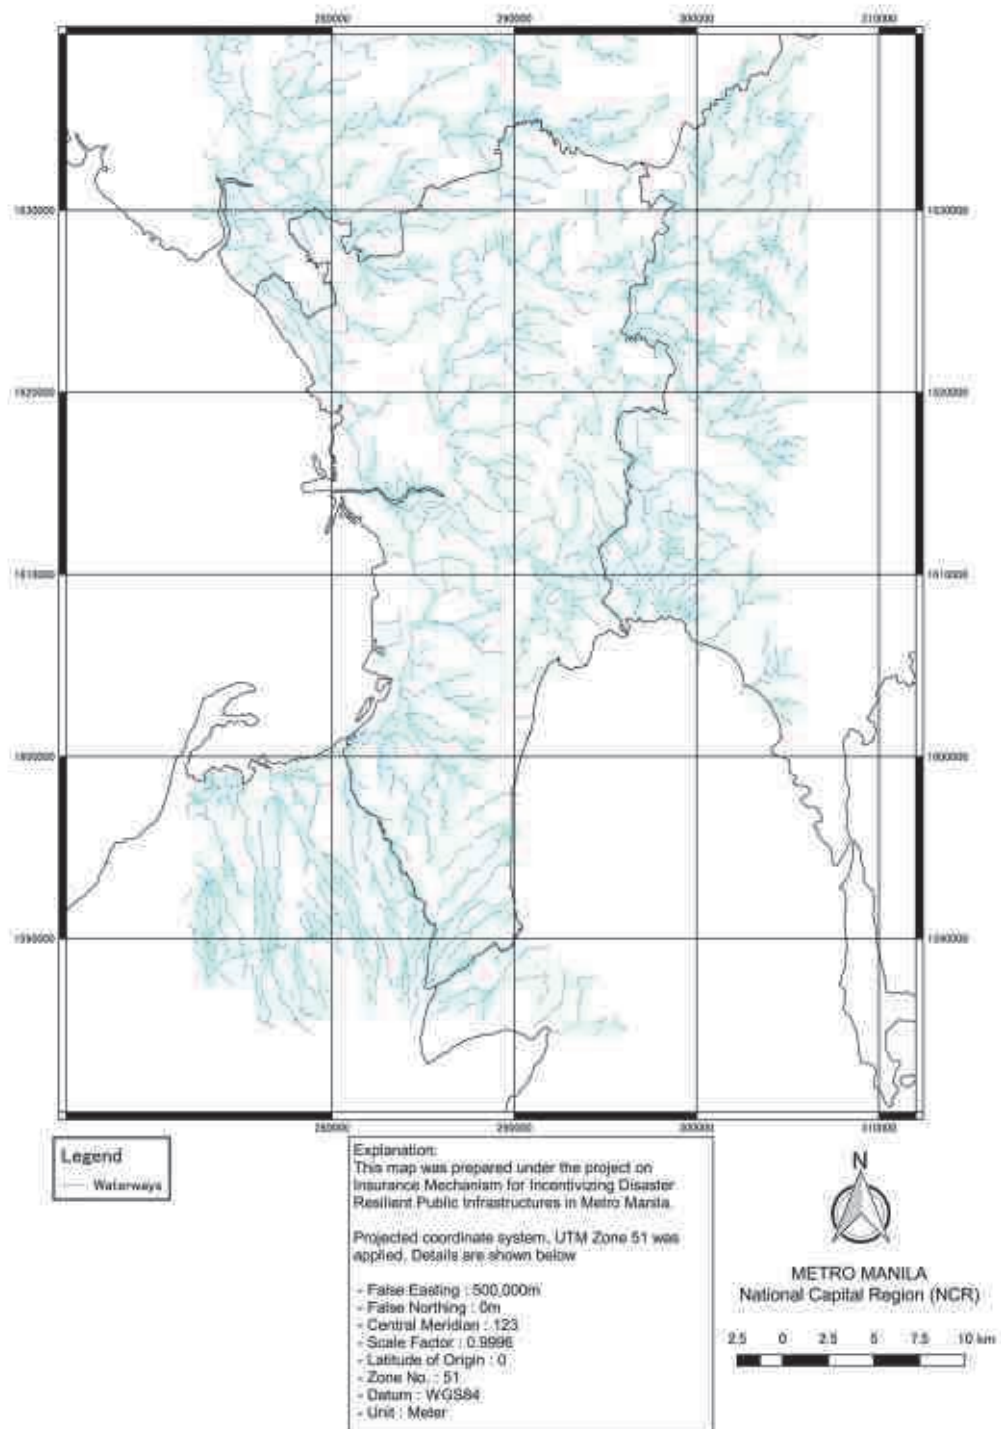 280000 290000 300000 310000
1630000 1630000
1620000 1620000
1610000 1610000
1600000 1600000
1590000 1590000
280000 290000 300000 310000
Legend
Waterways
Explanation:
This map was prepared under the project on
Insurance Mechanism for Incentivizing Disaster
Resilient Public Infrastructures in Metro Manila.
Projected coordinate system, UTM Zone 51 was
applied. Details are shown below
- False Easting : 500,000m
- False Northing : 0m
- Central Meridian : 123
- Scale Factor : 0.9996
- Latitude of Origin : 0
- Zone No. : 51
- Datum : WGS84
- Unit : Meter
N
METRO MANILA
National Capital Region (NCR)
2.5 0 2.5 5 7.5 10 km